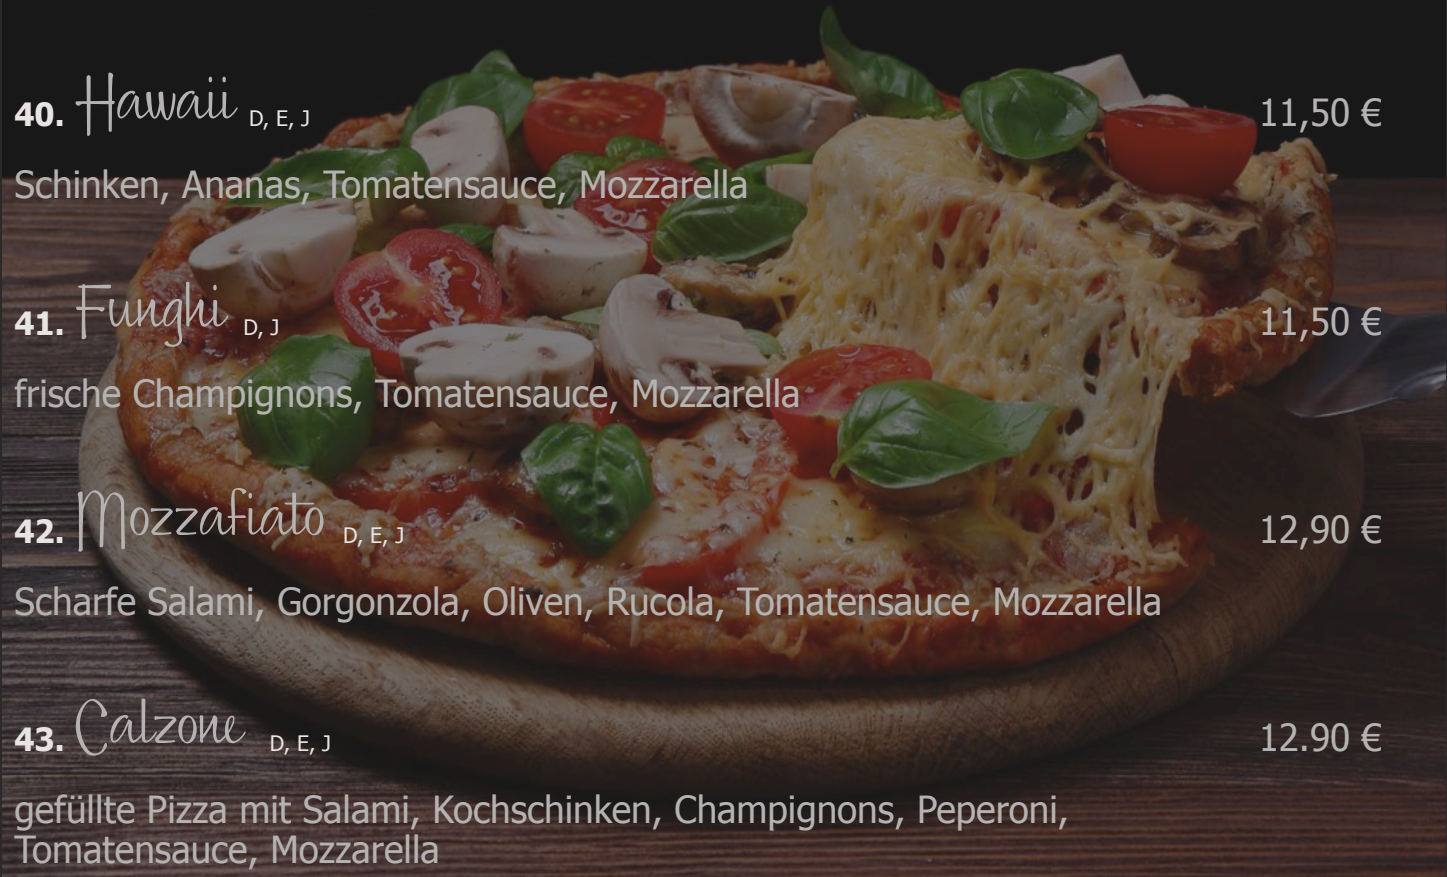 40. Hawaii D, E, J 11,50 €
Schinken, Ananas, Tomatensauce, Mozzarella
41. Funghi D, J 11,50 €
frische Champignons, Tomatensauce, Mozzarella
42. Mozzafiato D, E, J 12,90 €
Scharfe Salami, Gorgonzola, Oliven, Rucola, Tomatensauce, Mozzarella
43. Calzone D, E, J 12.90 €
gefüllte Pizza mit Salami, Kochschinken, Champignons, Peperoni,
Tomatensauce, Mozzarella